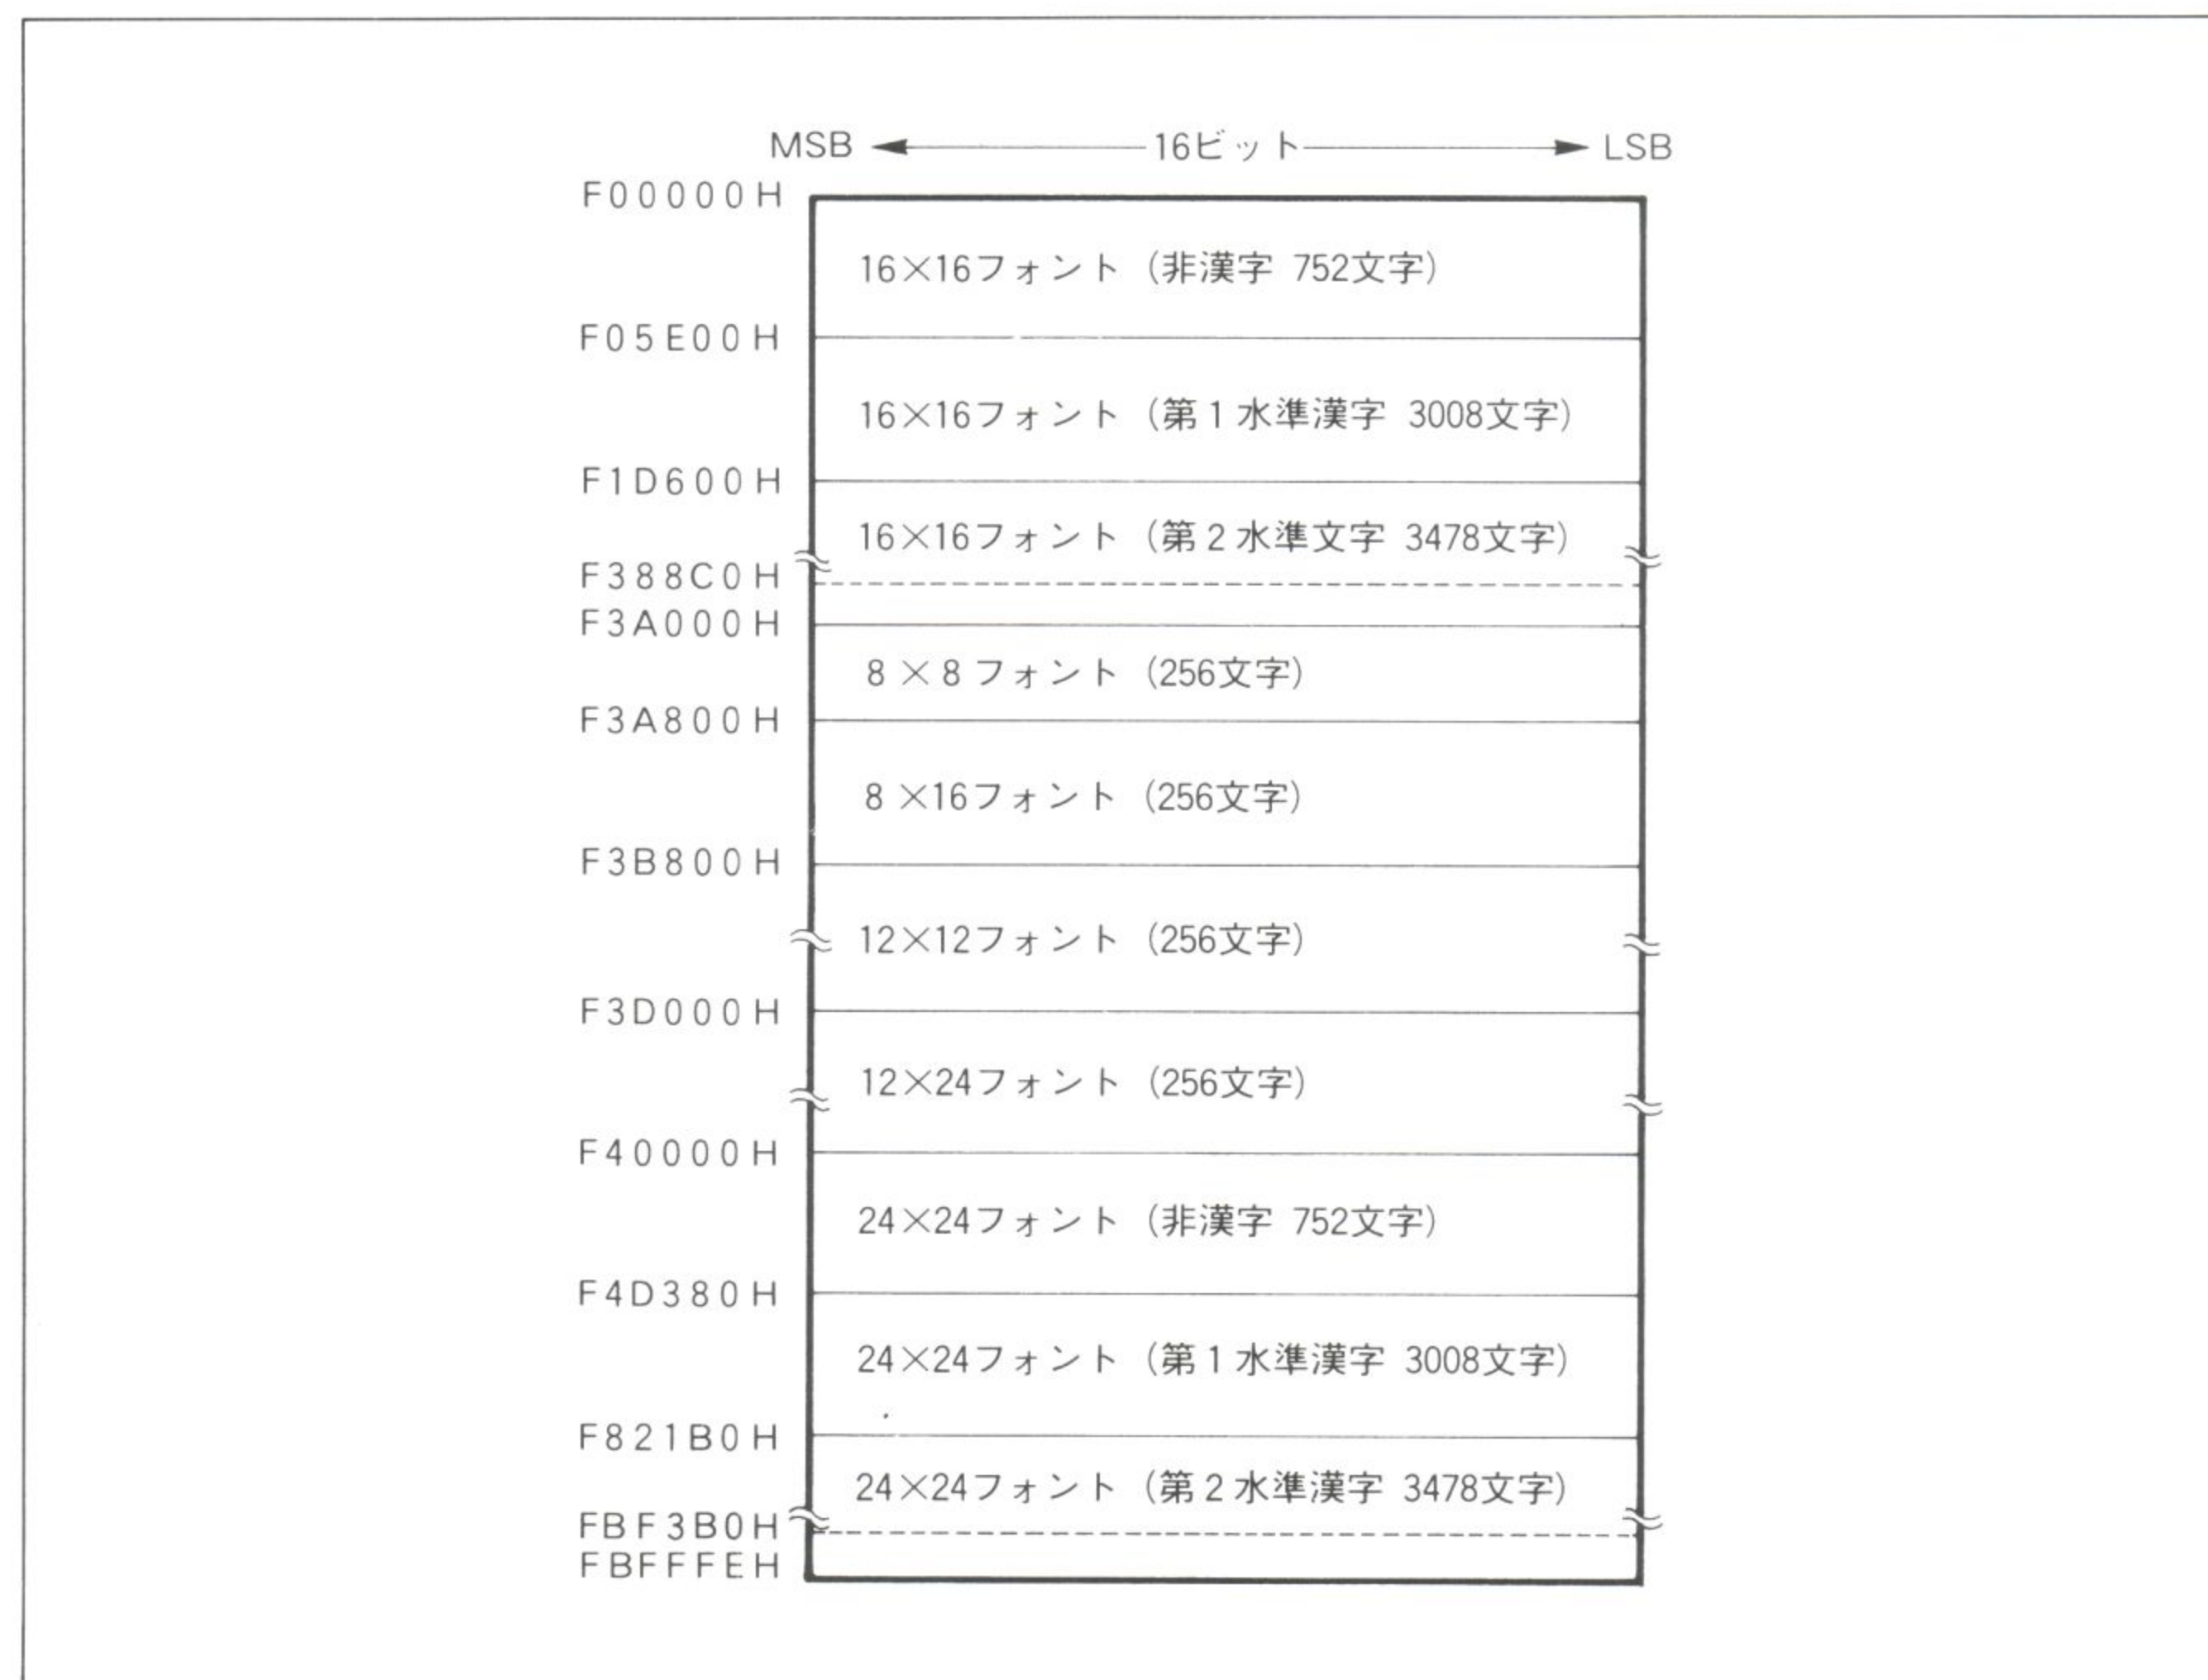 MSB 16ビット LSB
F00000H
16×16フォント (非漢字 752文字)
F05E00H
16×16フォント (第1水準漢字 3008文字)
F1D600H
16×16フォント (第2水準文字 3478文字)
F388C0H
F3A000H
8×8フォント (256文字)
F3A800H
8×16フォント (256文字)
F3B800H
12×12フォント (256文字)
F3D000H
12×24フォント (256文字)
F40000H
24×24フォント (非漢字 752文字)
F4D380H
24×24フォント (第1水準漢字 3008文字)
F821B0H
24×24フォント (第2水準漢字 3478文字)
FBF3B0H
FBFFFEH